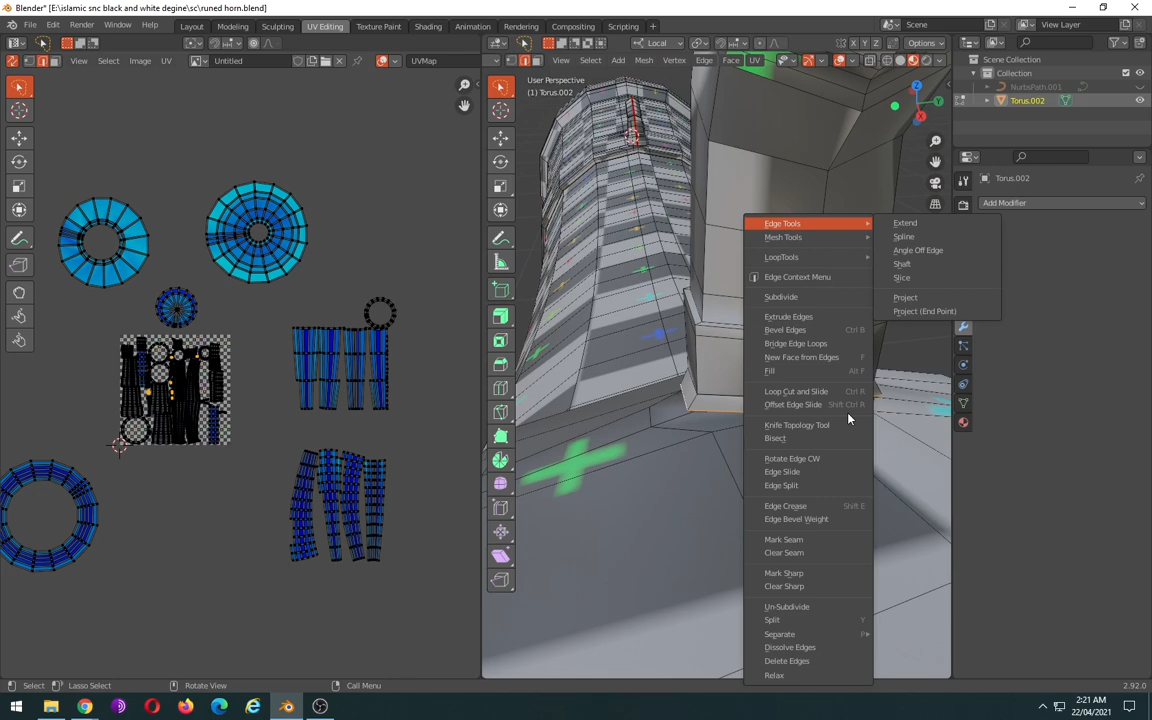 Blender* [E:\islamic snc black and white degine\sc\runed horn.blend]
File Edit Render Window Help
Layout Modeling Sculpting UV Editing Texture Paint Shading Animation Rendering Compositing Scripting +
Scene View Layer
Local Options
X Y Z
View Select Image UV Untitled UVMap
View Select Add Mesh Vertex Edge Face UV
User Perspective
(1) Torus.002
Z
Y
X
Scene Collection
Collection
NurbsPath.001
Torus.002
Torus.002
Add Modifier
Edge Tools
Mesh Tools
LoopTools
Edge Context Menu
Subdivide
Extrude Edges
Bevel Edges Ctrl B
Bridge Edge Loops
New Face from Edges F
Fill Alt F
Loop Cut and Slide Ctrl R
Offset Edge Slide Shift Ctrl R
Knife Topology Tool
Bisect
Rotate Edge CW
Edge Slide
Edge Split
Edge Crease Shift E
Edge Bevel Weight
Mark Seam
Clear Seam
Mark Sharp
Clear Sharp
Un-Subdivide
Split Y
Separate P
Dissolve Edges
Delete Edges
Relax
Extend
Spline
Angle Off Edge
Shaft
Slice
Project
Project (End Point)
Select Lasso Select Rotate View Call Menu 2.92.0
2:21 AM
22/04/2021